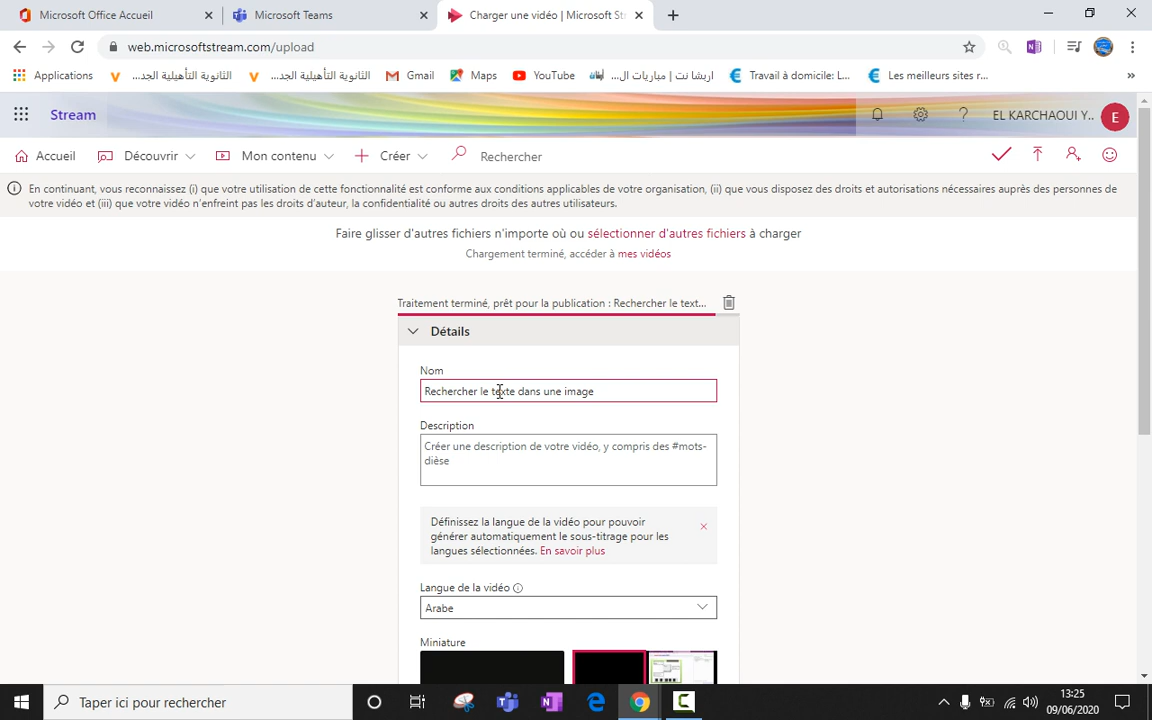 Microsoft Office Accueil
Microsoft Teams
Charger une vidéo | Microsoft Str
web.microsoftstream.com/upload
Applications
الثانوية التأهيلية الجد...
الثانوية التأهيلية الجد...
Gmail
Maps
YouTube
اربشا نت | مباريات ال...
Travail à domicile: L...
Les meilleurs sites r...
»
Stream
?
EL KARCHAOUI Y...
E
Accueil
Découvrir
Mon contenu
Créer
Rechercher
En continuant, vous reconnaissez (i) que votre utilisation de cette fonctionnalité est conforme aux conditions applicables de votre organisation, (ii) que vous disposez des droits et autorisations nécessaires auprès des personnes de
votre vidéo et (iii) que votre vidéo n'enfreint pas les droits d'auteur, la confidentialité ou autres droits des autres utilisateurs.
Faire glisser d'autres fichiers n'importe où ou sélectionner d'autres fichiers à charger
Chargement terminé, accéder à mes vidéos
Traitement terminé, prêt pour la publication : Rechercher le text...
Détails
Nom
Rechercher le texte dans une image
Description
Créer une description de votre vidéo, y compris des #mots-
dièse
Définissez la langue de la vidéo pour pouvoir
générer automatiquement le sous-titrage pour les
langues sélectionnées. En savoir plus
Langue de la vidéo
Arabe
Miniature
Taper ici pour rechercher
13:25
09/06/2020